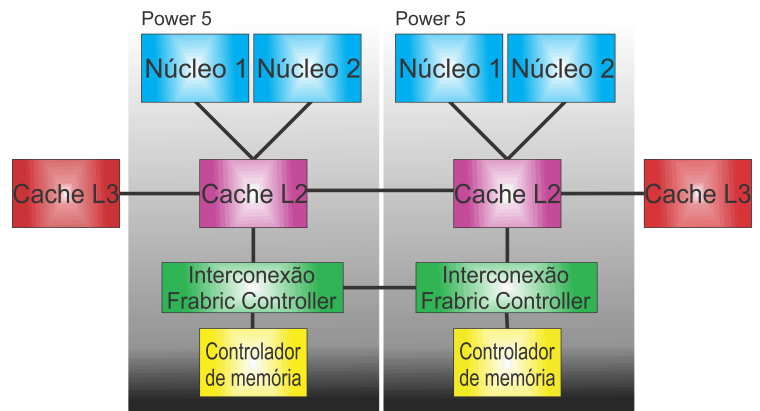 Power 5
Power 5
Núcleo 1
Núcleo 2
Núcleo 1
Núcleo 2
Cache L3
Cache L2
Cache L2
Cache L3
Interconexão
Frabric Controller
Interconexão
Frabric Controller
Controlador
de memória
Controlador
de memória